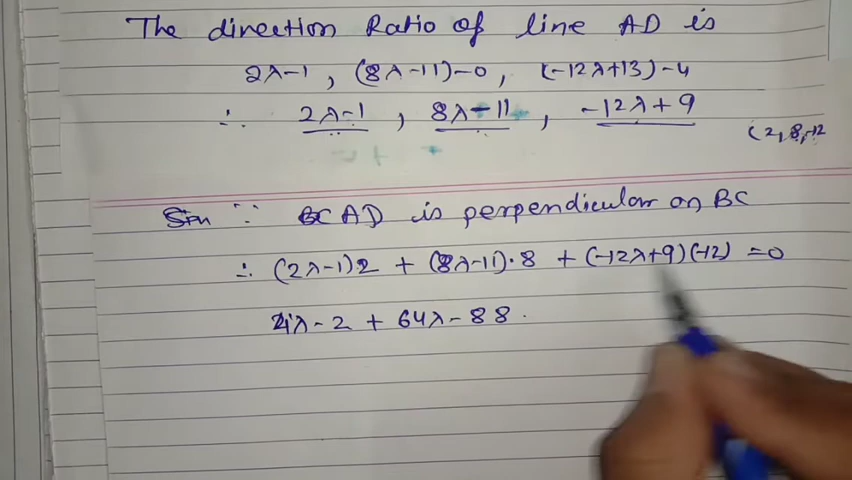 The direction Ratio of line AD is
2λ-1 , (8λ-11)-0 , (-12λ+13)-4
∴ 2λ-1 , 8λ-11 , -12λ+9
(2,8,-12
∵ AD is perpendicular on BC
∴ (2λ-1)2 + (8λ-11)·8 + (-12λ+9)(-12) =0
4λ-2 + 64λ-88